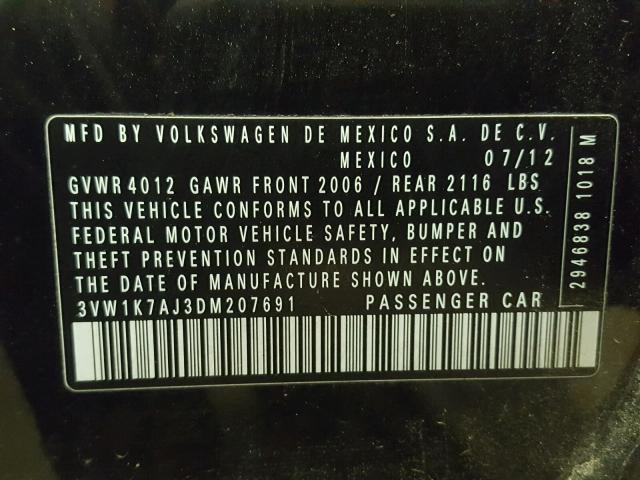 MFD BY VOLKSWAGEN DE MEXICO S.A. DE C.V.
MEXICO 07/12
GVWR 4012 GAWR FRONT 2006 / REAR 2116 LBS
THIS VEHICLE CONFORMS TO ALL APPLICABLE U.S.
FEDERAL MOTOR VEHICLE SAFETY, BUMPER AND
THEFT PREVENTION STANDARDS IN EFFECT ON
THE DATE OF MANUFACTURE SHOWN ABOVE.
3VW1K7AJ3DM207691 PASSENGER CAR
2946838 1018 M